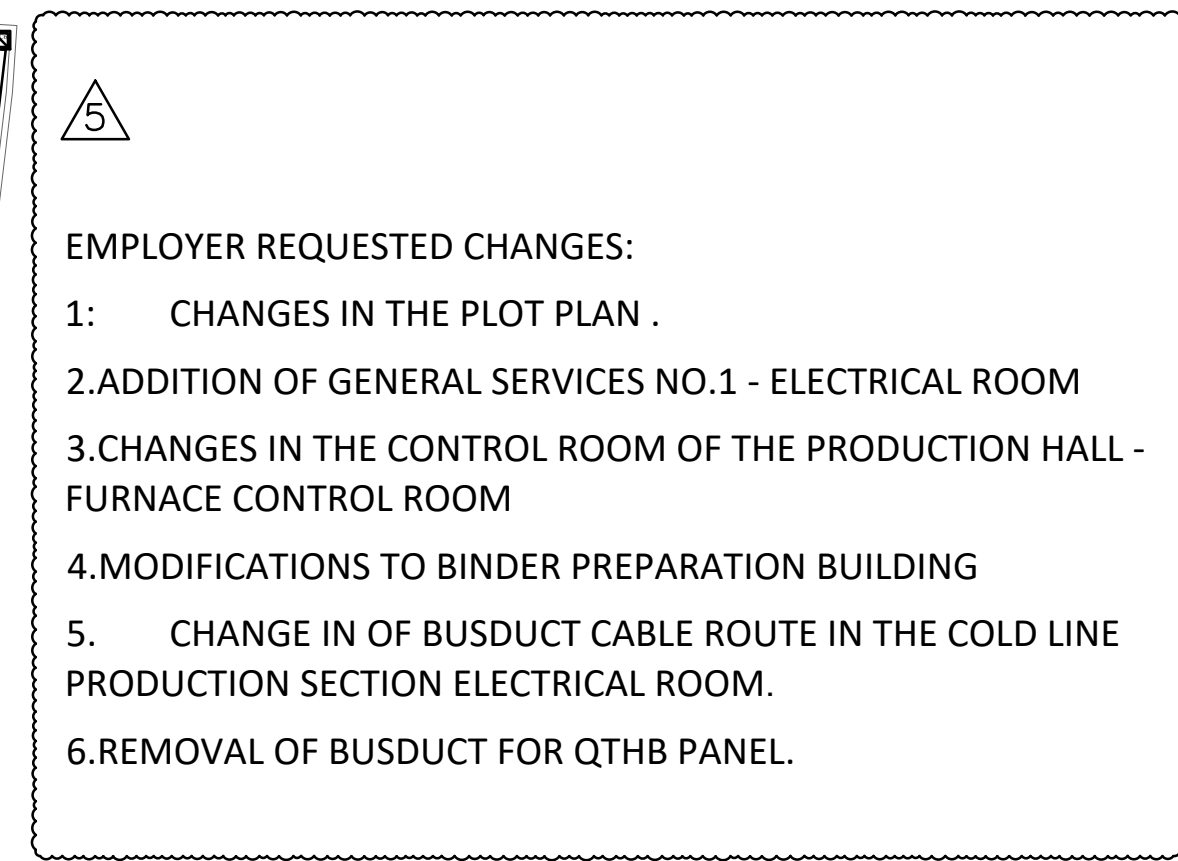 5
EMPLOYER REQUESTED CHANGES:
1: CHANGES IN THE PLOT PLAN .
2.ADDITION OF GENERAL SERVICES NO.1 - ELECTRICAL ROOM
3.CHANGES IN THE CONTROL ROOM OF THE PRODUCTION HALL -
FURNACE CONTROL ROOM
4.MODIFICATIONS TO BINDER PREPARATION BUILDING
5. CHANGE IN OF BUSDUCT CABLE ROUTE IN THE COLD LINE
PRODUCTION SECTION ELECTRICAL ROOM.
6.REMOVAL OF BUSDUCT FOR QTHB PANEL.